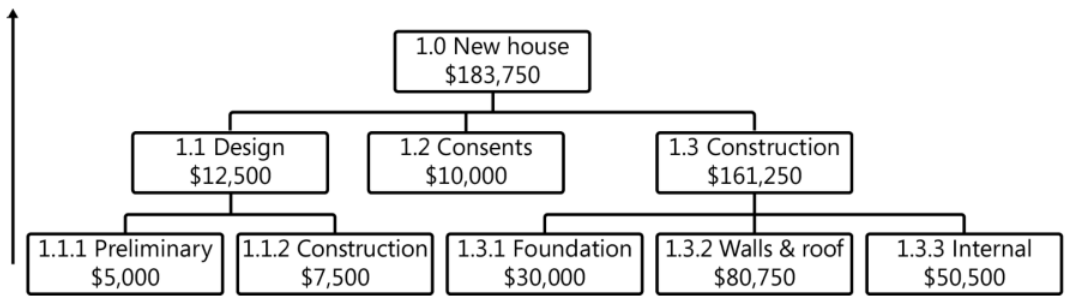 1.0 New house
$183,750
1.1 Design
$12,500
1.2 Consents
$10,000
1.3 Construction
$161,250
1.1.1 Preliminary
$5,000
1.1.2 Construction
$7,500
1.3.1 Foundation
$30,000
1.3.2 Walls & roof
$80,750
1.3.3 Internal
$50,500